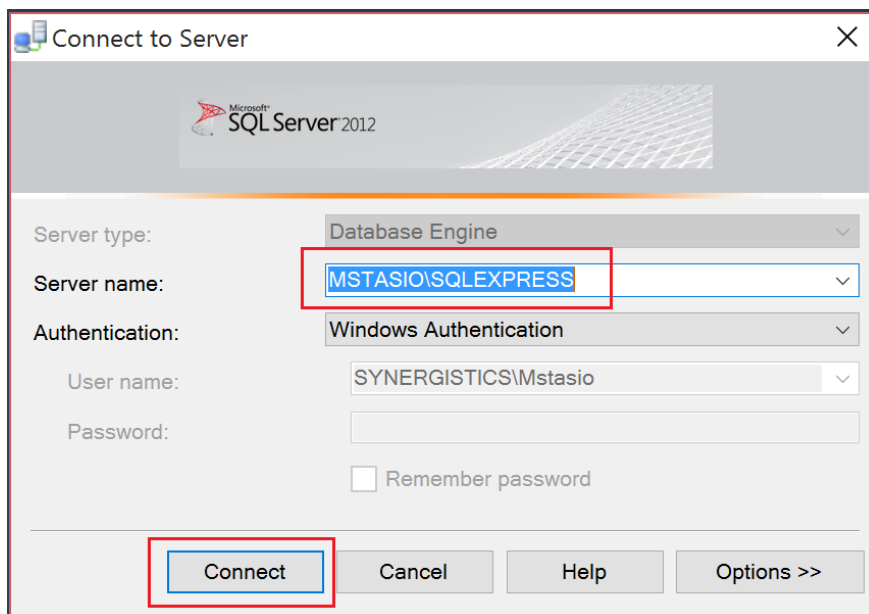 Connect to Server
Microsoft®
SQL Server® 2012
Server type:
Database Engine
Server name:
MSTASIO\SQLEXPRESS
Authentication:
Windows Authentication
User name:
SYNERGISTICS\Mstasio
Password:
Remember password
Connect
Cancel
Help
Options >>